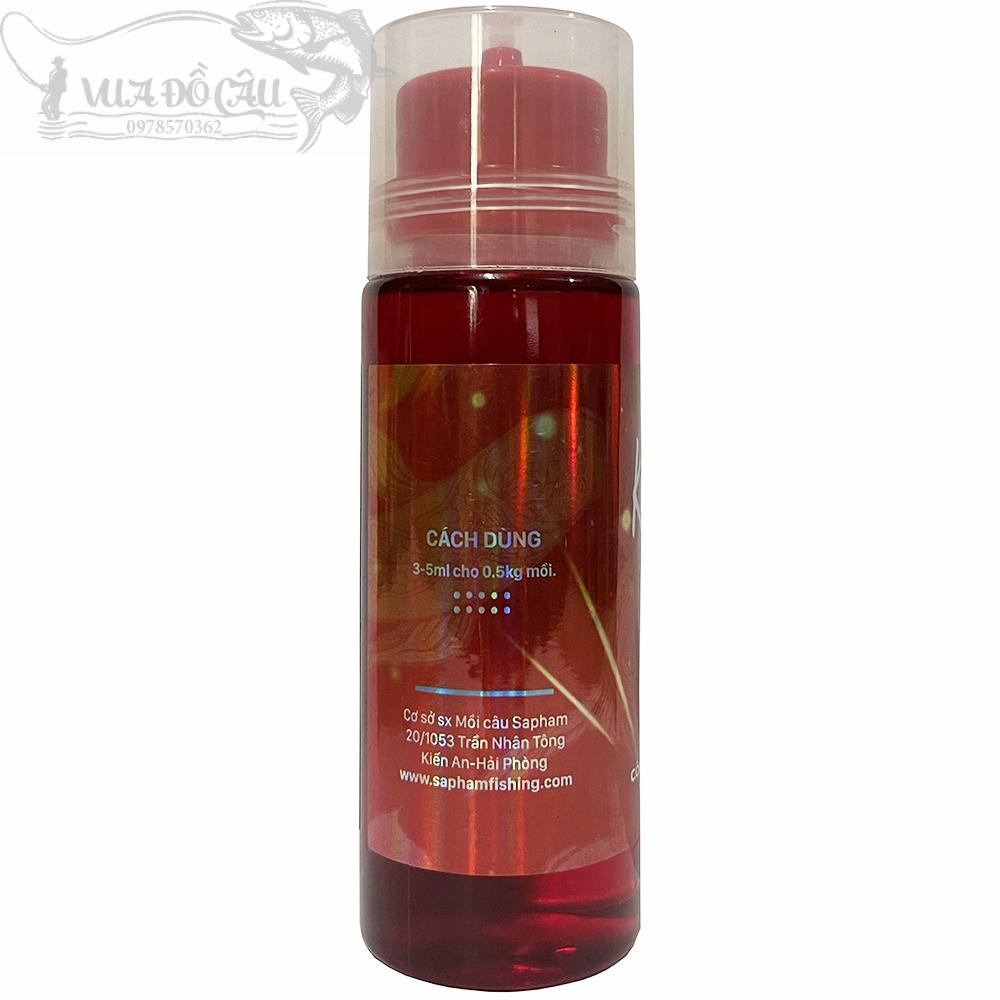 VUA ĐỒ CÂU
0978570362
CÁCH DÙNG
3-5ml cho 0.5kg mồi.
Cơ sở sx Mồi câu Sapham
20/1053 Trần Nhân Tông
Kiến An-Hải Phòng
www.saphamfishing.com